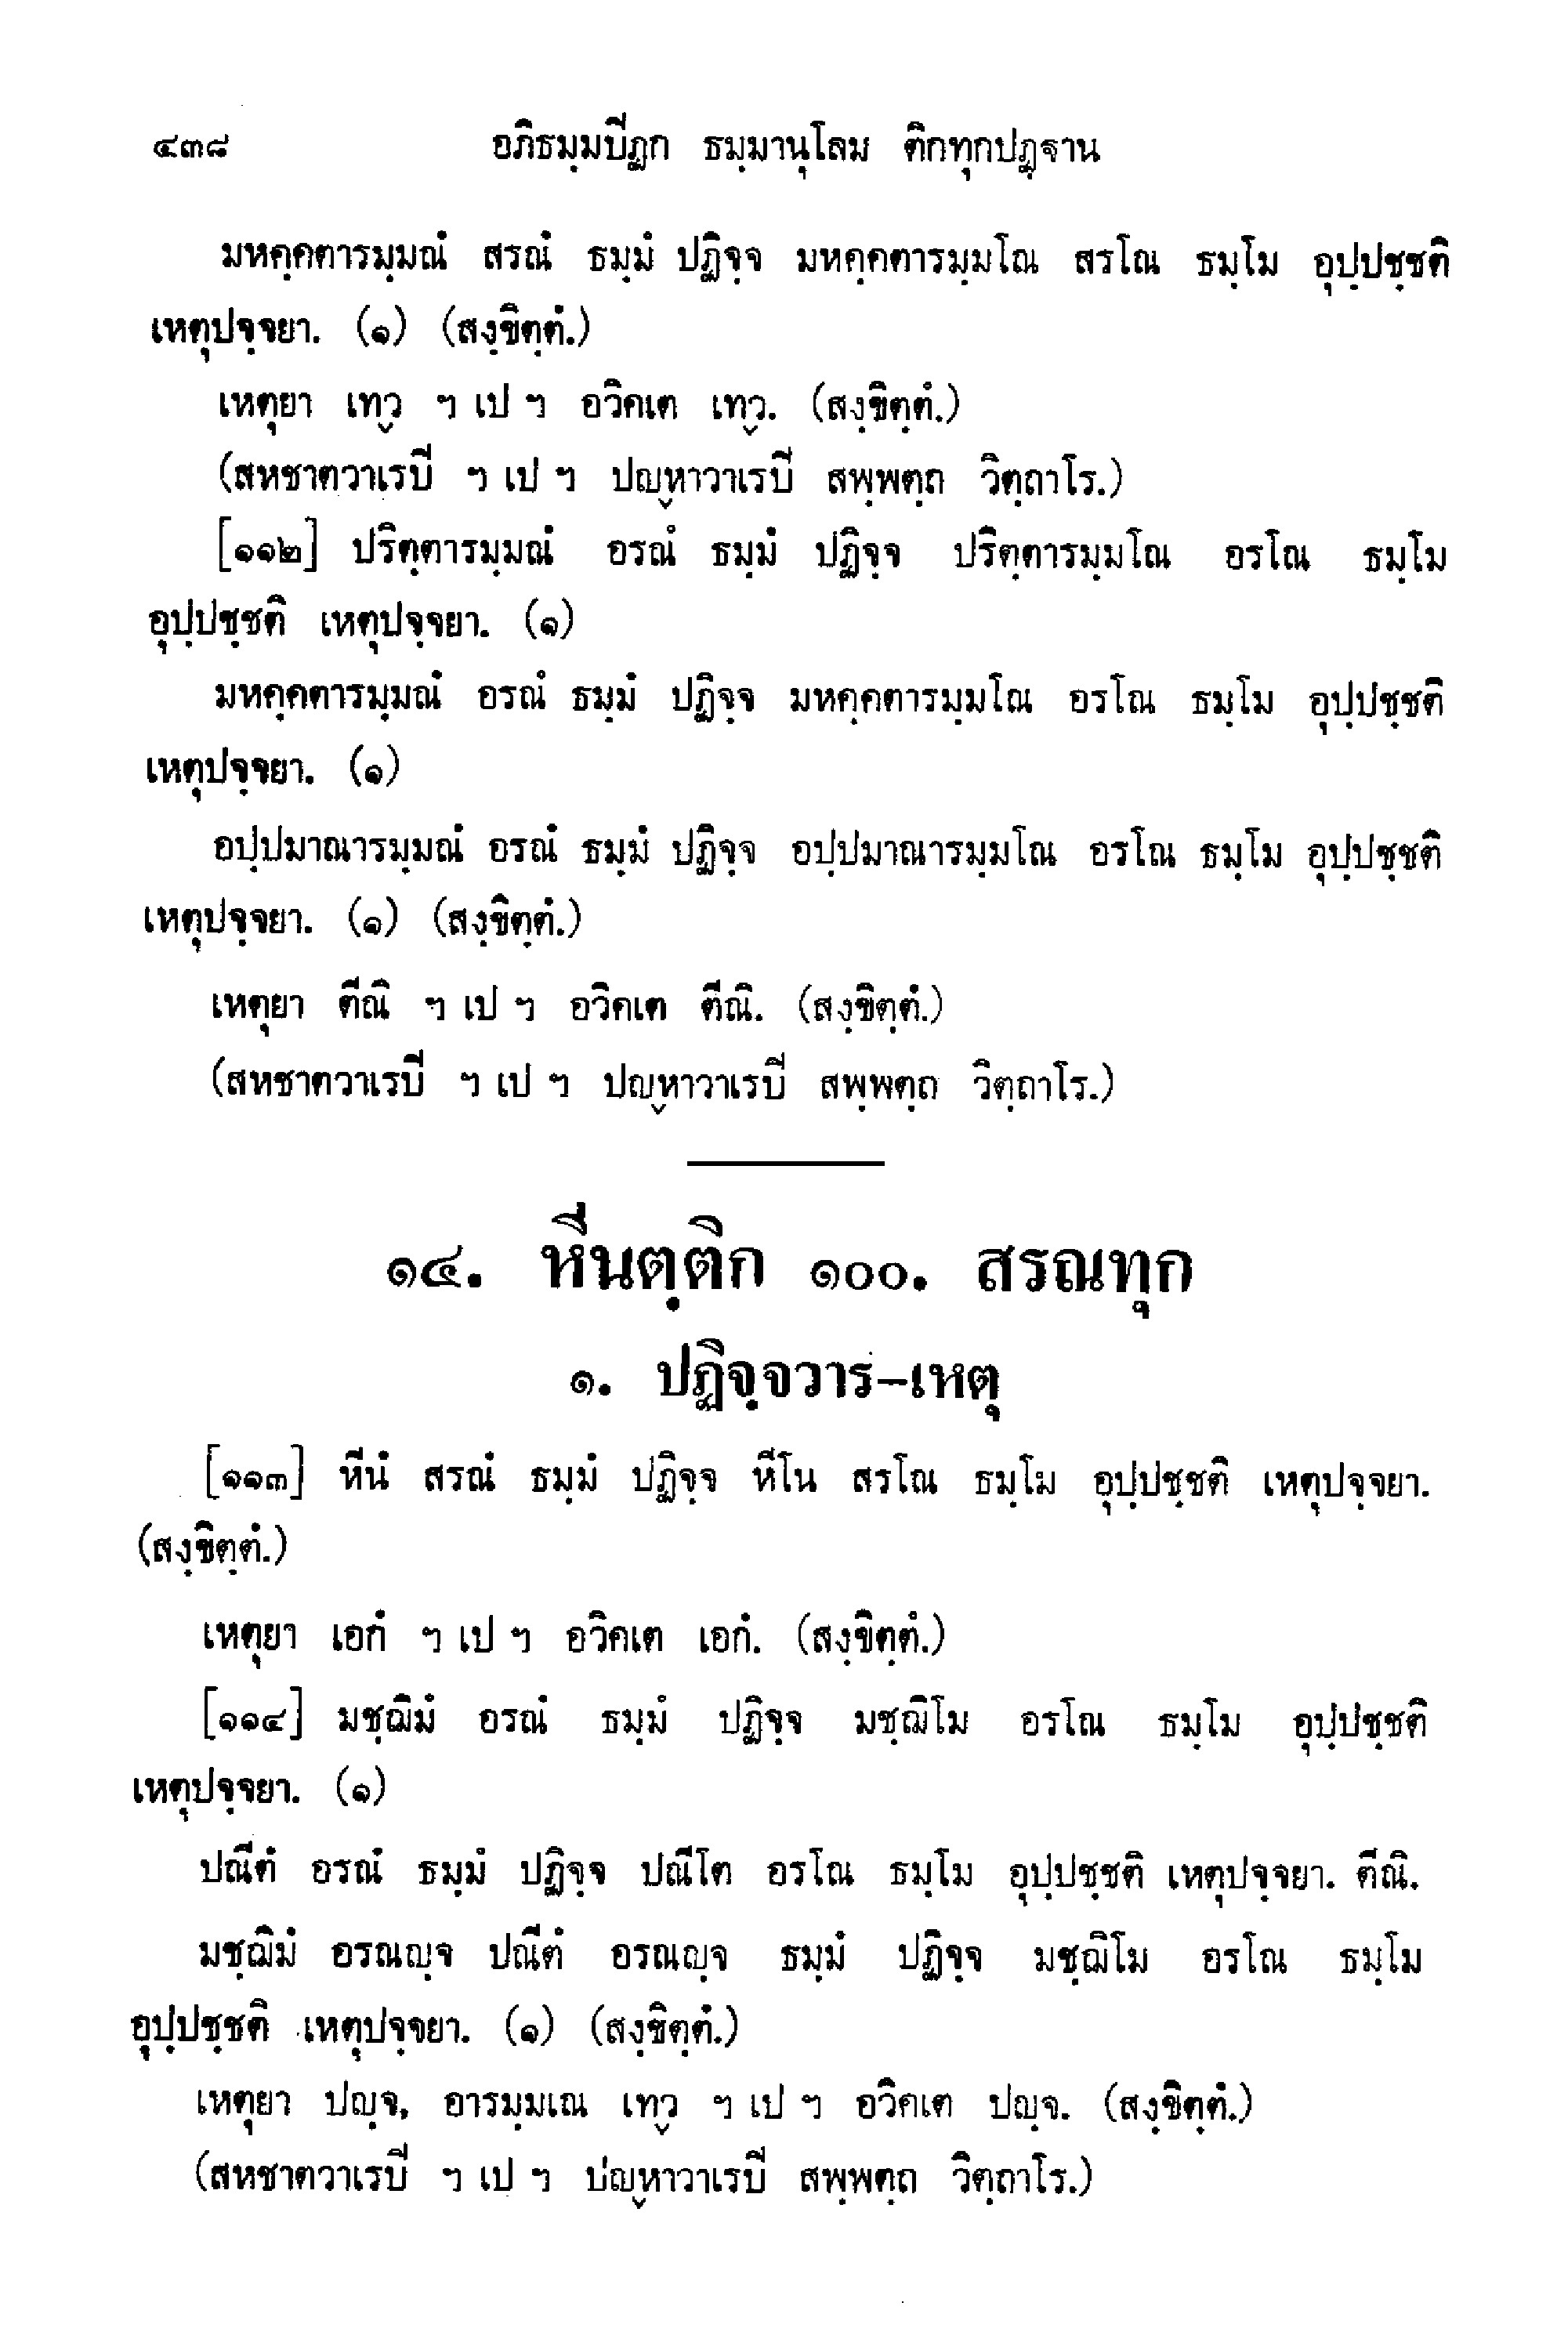 ๔๓๘ อภิธมฺมปีฏก ธมฺมานุโลม ติกทุกปฏฺฐาน
มหคฺคตารมฺมณํ สรณํ ธมฺมํ ปฏิจฺจ มหคฺคตารมฺมโณ สรโณ ธมฺโม อุปฺปชฺชติ
เหตุปจฺจยา. (๑) (สงฺขิตฺตํ.)
เหตุยา เทฺว ฯ เป ฯ อวิคเต เทฺว. (สงฺขิตฺตํ.)
(สหชาตวาเรปี ฯ เป ฯ ปญฺหาวาเรปี สพฺพตฺถ วิตฺถาโร.)
[๑๑๒] ปริตฺตารมฺมณํ อรณํ ธมฺมํ ปฏิจฺจ ปริตฺตารมฺมโณ อรโณ ธมฺโม
อุปฺปชฺชติ เหตุปจฺจยา. (๑)
มหคฺคตารมฺมณํ อรณํ ธมฺมํ ปฏิจฺจ มหคฺคตารมฺมโณ อรโณ ธมฺโม อุปฺปชฺชติ
เหตุปจฺจยา. (๑)
อปฺปมาณารมฺมณํ อรณํ ธมฺมํ ปฏิจฺจ อปฺปมาณารมฺมโณ อรโณ ธมฺโม อุปฺปชฺชติ
เหตุปจฺจยา. (๑) (สงฺขิตฺตํ.)
เหตุยา ตีณิ ฯ เป ฯ อวิคเต ตีณิ. (สงฺขิตฺตํ.)
(สหชาตวาเรปี ฯ เป ฯ ปญฺหาวาเรปี สพฺพตฺถ วิตฺถาโร.)
๑๔. หีนตฺติก ๑๐๐. สรณทุก
๑. ปฏิจฺจวาร-เหตุ
[๑๑๓] หีนํ สรณํ ธมฺมํ ปฏิจฺจ หีโน สรโณ ธมฺโม อุปฺปชฺชติ เหตุปจฺจยา.
(สงฺขิตฺตํ.)
เหตุยา เอกํ ฯ เป ฯ อวิคเต เอกํ. (สงฺขิตฺตํ.)
[๑๑๔] มชฺฌิมํ อรณํ ธมฺมํ ปฏิจฺจ มชฺฌิโม อรโณ ธมฺโม อุปฺปชฺชติ
เหตุปจฺจยา. (๑)
ปณีตํ อรณํ ธมฺมํ ปฏิจฺจ ปณีโต อรโณ ธมฺโม อุปฺปชฺชติ เหตุปจฺจยา. ตีณิ.
มชฺฌิมํ อรณญฺจ ปณีตํ อรณญฺจ ธมฺมํ ปฏิจฺจ มชฺฌิโม อรโณ ธมฺโม
อุปฺปชฺชติ เหตุปจฺจยา. (๑) (สงฺขิตฺตํ.)
เหตุยา ปญฺจ, อารมฺมเณ เทฺว ฯ เป ฯ อวิคเต ปญฺจ. (สงฺขิตฺตํ.)
(สหชาตวาเรปี ฯ เป ฯ ปญฺหาวาเรปี สพฺพตฺถ วิตฺถาโร.)